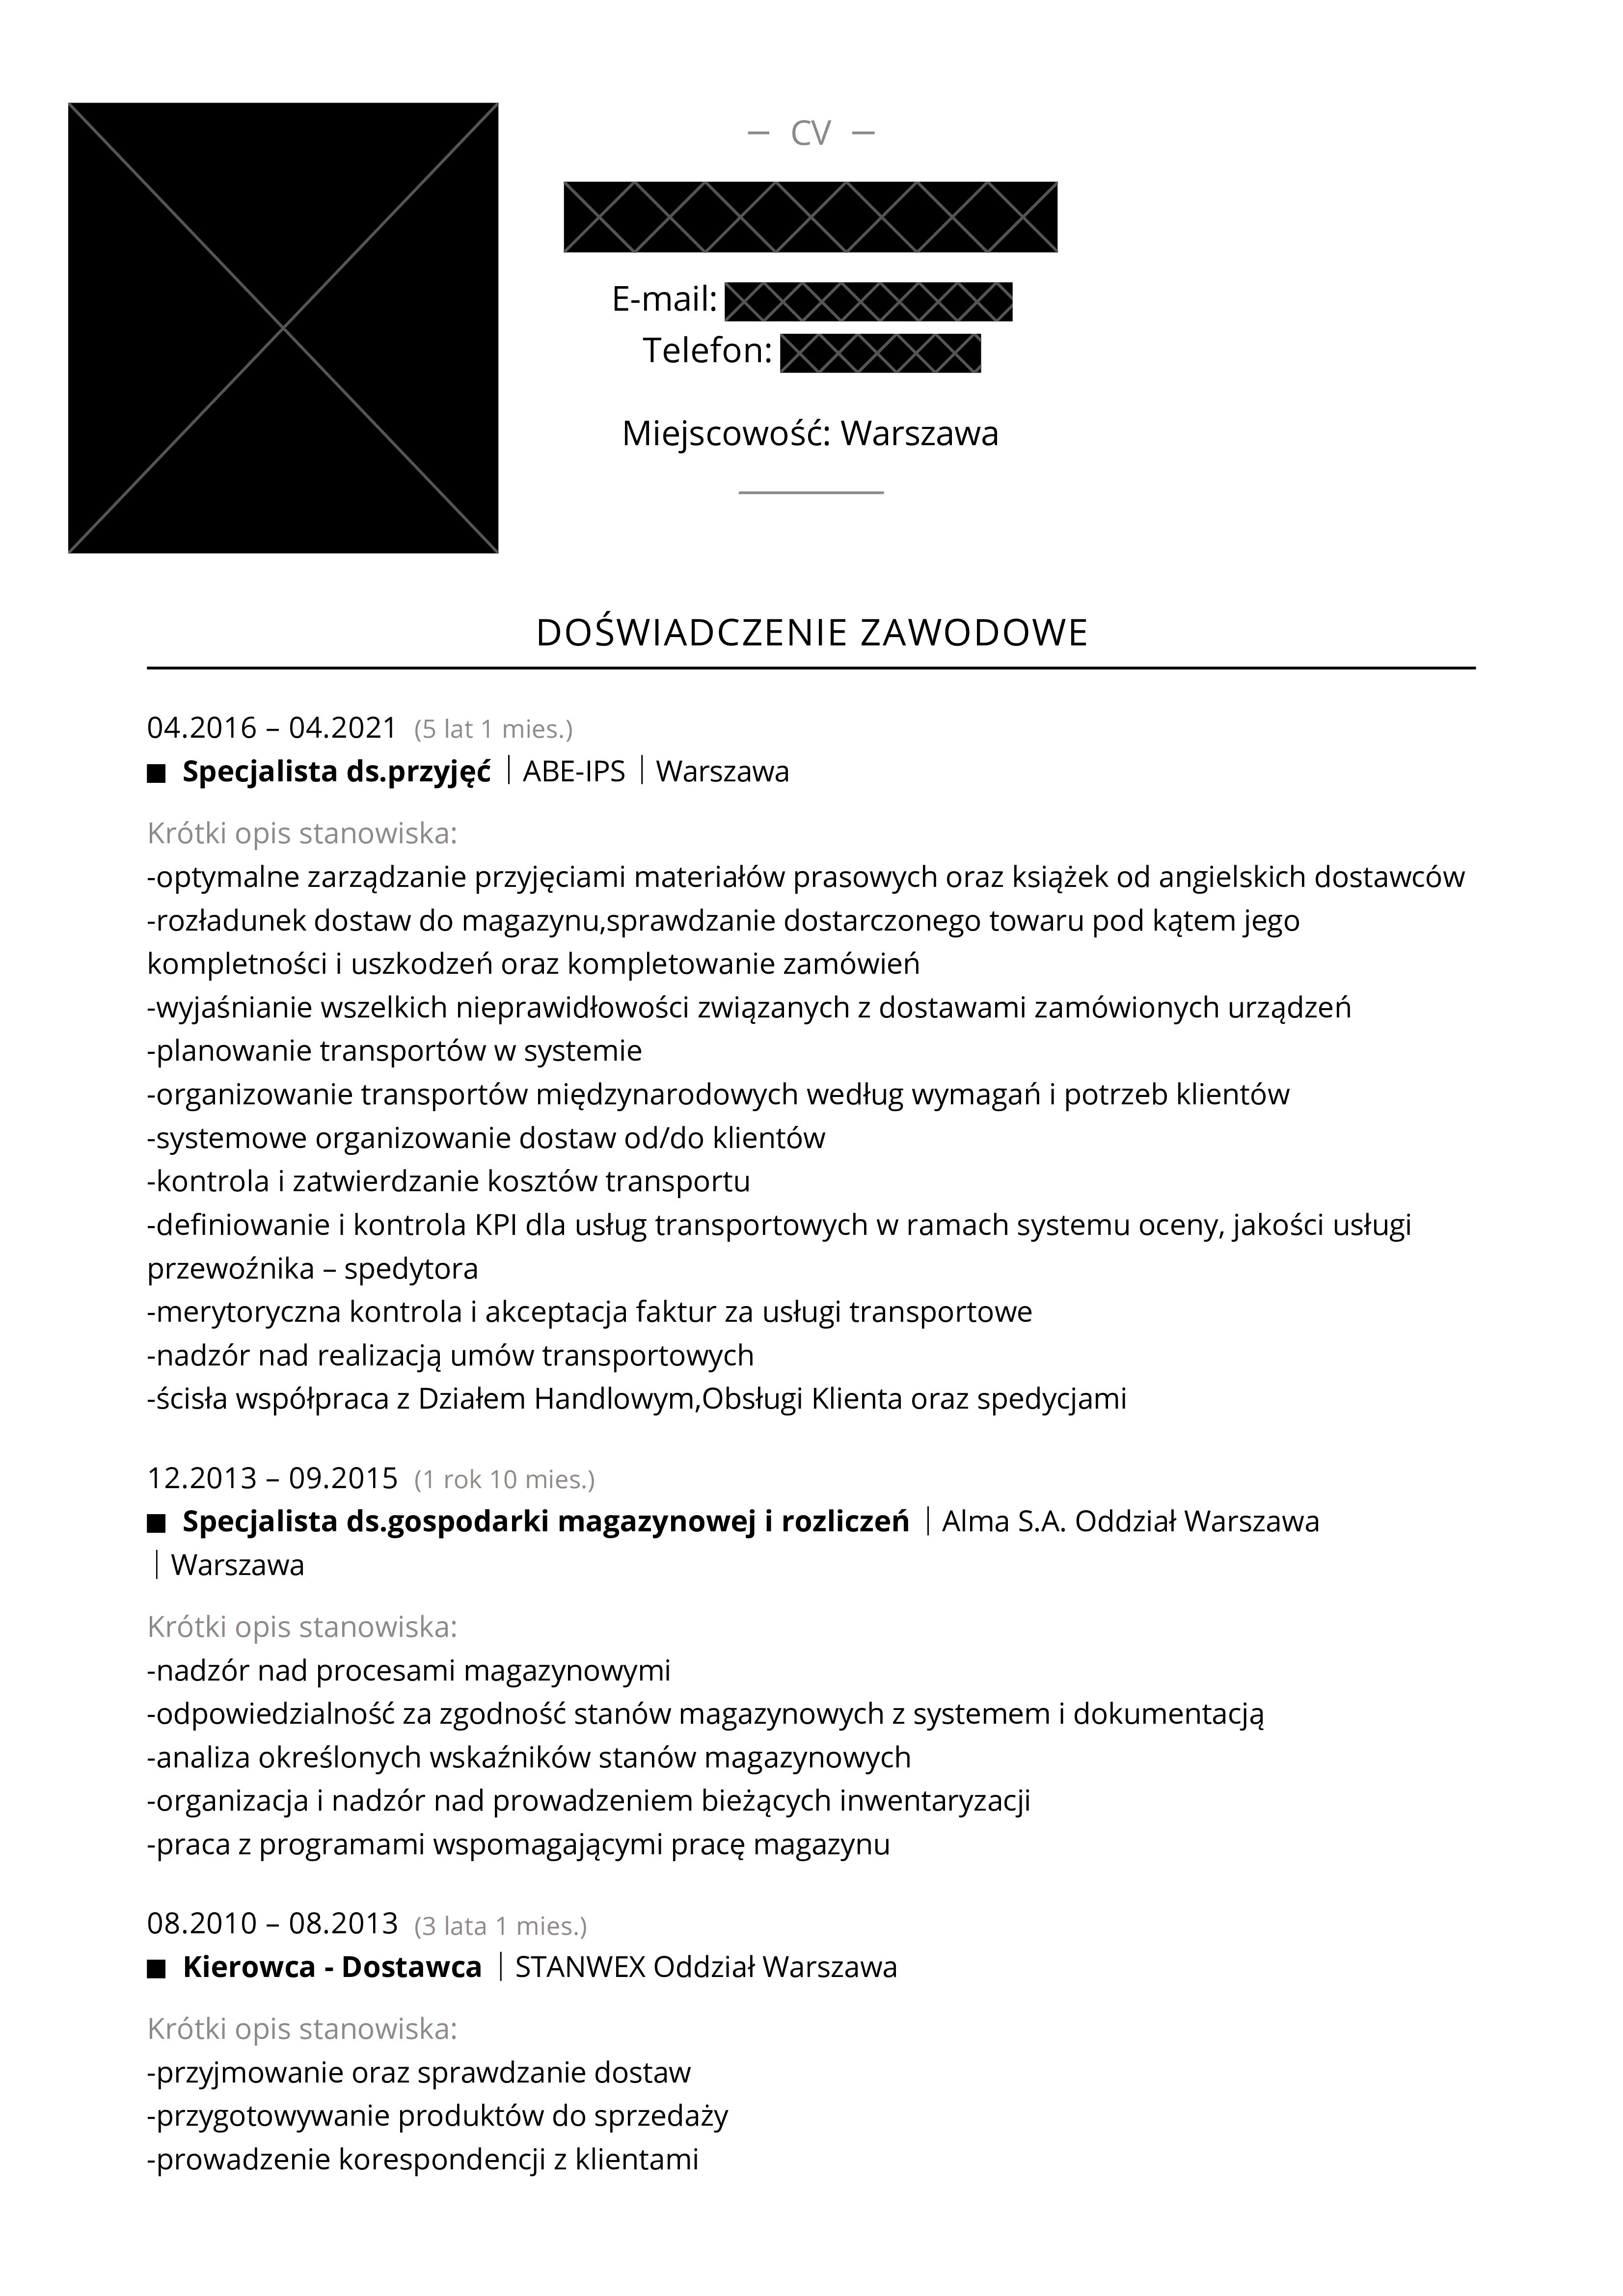 — CV —
E-mail:
Telefon:
Miejscowość: Warszawa
DOŚWIADCZENIE ZAWODOWE
04.2016 – 04.2021 (5 lat 1 mies.)
■ Specjalista ds.przyjęć | ABE-IPS | Warszawa
Krótki opis stanowiska:
-optymalne zarządzanie przyjęciami materiałów prasowych oraz książek od angielskich dostawców
-rozładunek dostaw do magazynu,sprawdzanie dostarczonego towaru pod kątem jego
kompletności i uszkodzeń oraz kompletowanie zamówień
-wyjaśnianie wszelkich nieprawidłowości związanych z dostawami zamówionych urządzeń
-planowanie transportów w systemie
-organizowanie transportów międzynarodowych według wymagań i potrzeb klientów
-systemowe organizowanie dostaw od/do klientów
-kontrola i zatwierdzanie kosztów transportu
-definiowanie i kontrola KPI dla usług transportowych w ramach systemu oceny, jakości usługi
przewoźnika – spedytora
-merytoryczna kontrola i akceptacja faktur za usługi transportowe
-nadzór nad realizacją umów transportowych
-ścisła współpraca z Działem Handlowym,Obsługi Klienta oraz spedycjami
12.2013 – 09.2015 (1 rok 10 mies.)
■ Specjalista ds.gospodarki magazynowej i rozliczeń | Alma S.A. Oddział Warszawa
| Warszawa
Krótki opis stanowiska:
-nadzór nad procesami magazynowymi
-odpowiedzialność za zgodność stanów magazynowych z systemem i dokumentacją
-analiza określonych wskaźników stanów magazynowych
-organizacja i nadzór nad prowadzeniem bieżących inwentaryzacji
-praca z programami wspomagającymi pracę magazynu
08.2010 – 08.2013 (3 lata 1 mies.)
■ Kierowca - Dostawca | STANWEX Oddział Warszawa
Krótki opis stanowiska:
-przyjmowanie oraz sprawdzanie dostaw
-przygotowywanie produktów do sprzedaży
-prowadzenie korespondencji z klientami